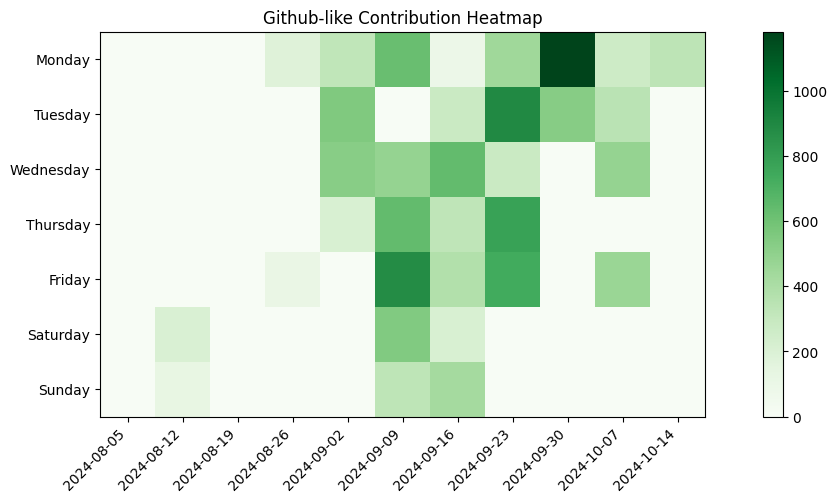 Github-like Contribution Heatmap
Monday
Tuesday
Wednesday
Thursday
Friday
Saturday
Sunday
2024-08-05
2024-08-12
2024-08-19
2024-08-26
2024-09-02
2024-09-09
2024-09-16
2024-09-23
2024-09-30
2024-10-07
2024-10-14
1000
800
600
400
200
0